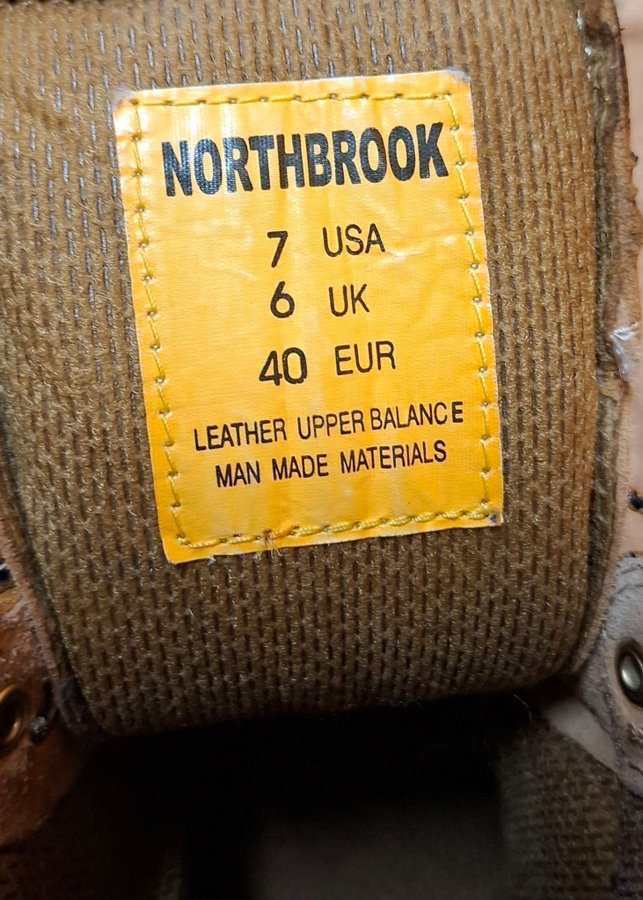 NORTHBROOK
7 USA
6 UK
40 EUR
LEATHER UPPER BALANCE
MAN MADE MATERIALS